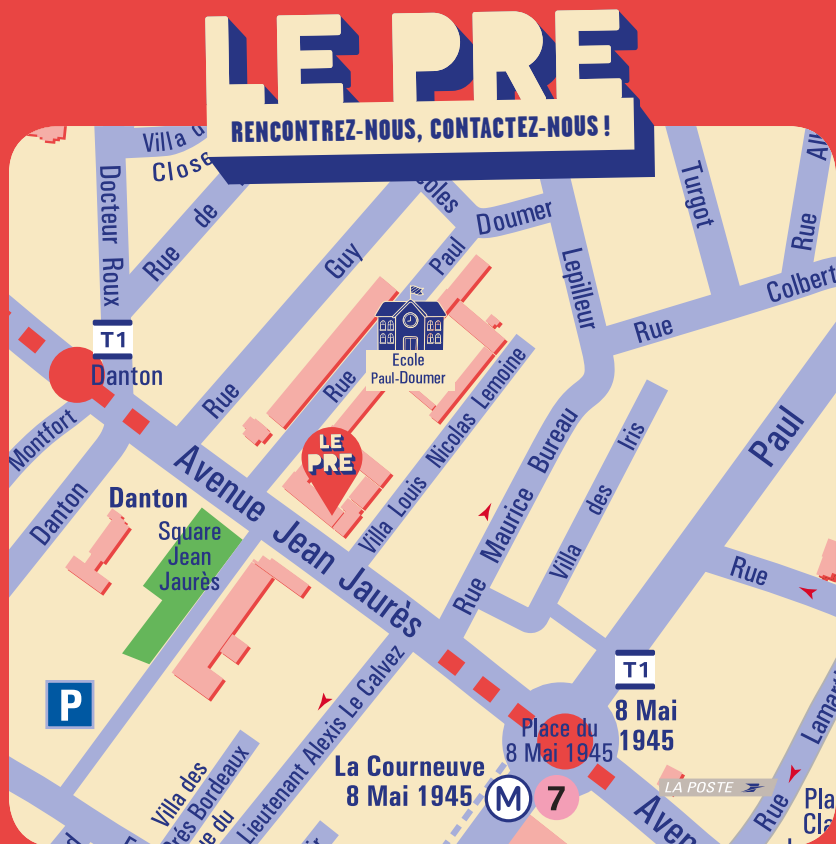 LE PRE
RENCONTREZ-NOUS, CONTACTEZ-NOUS !
Villa
Close
Docteur Roux
Rue de
Guy
Rue
Doumer
Paul
Rue
Lepilleur
Turgot
Rue
Colbert
Rue
T1
Danton
Montfort
Danton
Danton
Ecole
Paul-Doumer
LE
PRE
Avenue Jean Jaurès
Villa Louis Nicolas Lemoine
Rue Maurice Bureau
Villa des Iris
Paul
Rue
Square
Jean
Jaurès
P
T1
8 Mai
1945
Place du
8 Mai 1945
La Courneuve
8 Mai 1945
M
7
LA POSTE
Lieutenant Alexis Le Calvez
Villa des
Prés Bordeaux
du
Rue